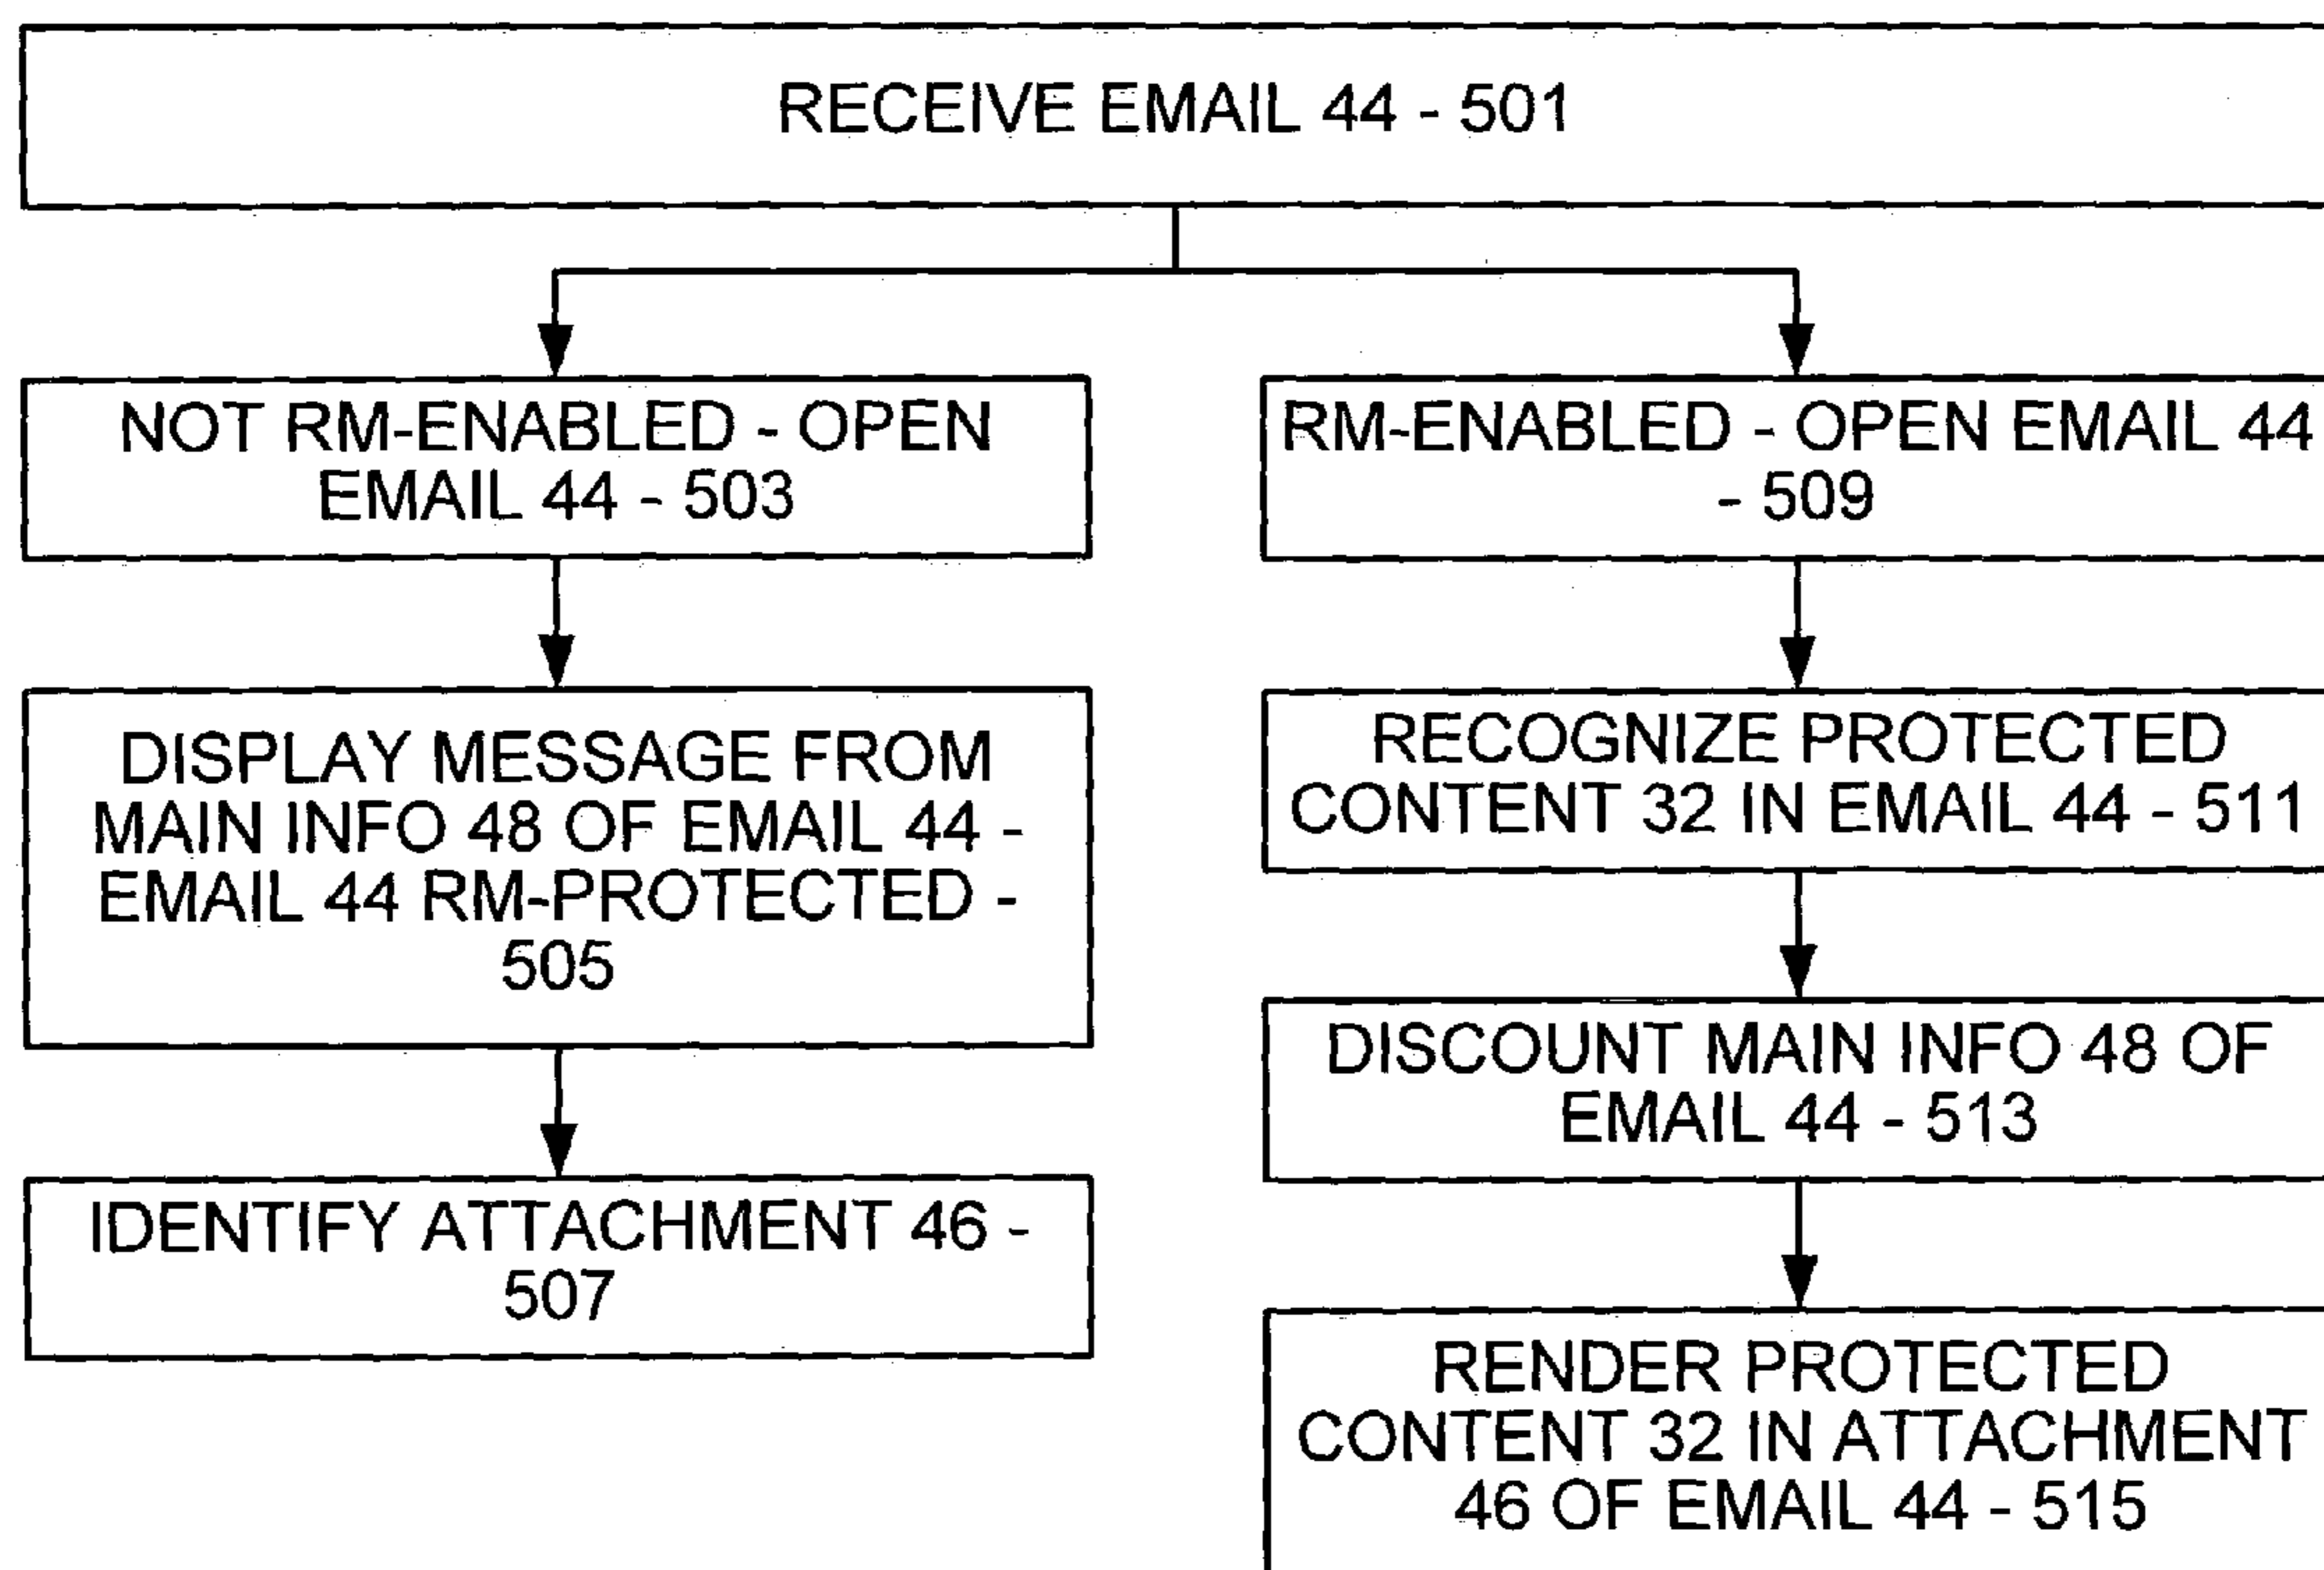 RECEIVE EMAIL 44 - 501
NOT RM-ENABLED - OPEN
EMAIL 44 - 503
DISPLAY MESSAGE FROM
MAIN INFO 48 OF EMAIL 44 -
EMAIL 44 RM-PROTECTED -
505
IDENTIFY ATTACHMENT 46 -
507
RM-ENABLED - OPEN EMAIL 44
- 509
RECOGNIZE PROTECTED
CONTENT 32 IN EMAIL 44 - 511
DISCOUNT MAIN INFO 48 OF
EMAIL 44 - 513
RENDER PROTECTED
CONTENT 32 IN ATTACHMENT
46 OF EMAIL 44 - 515